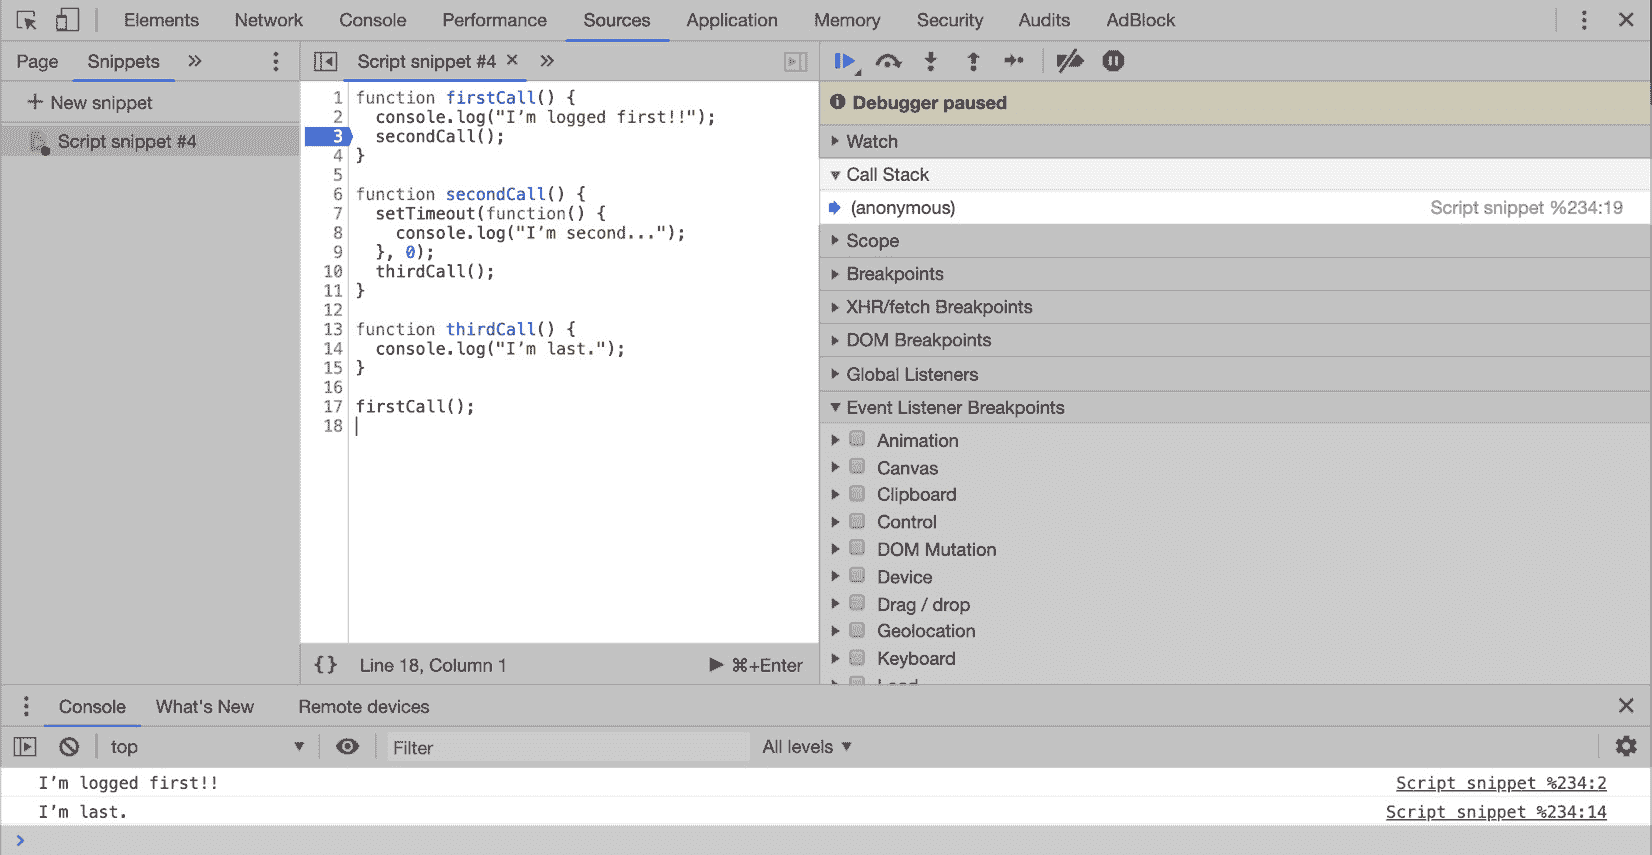 Elements Network Console Performance Sources Application Memory Security Audits AdBlock
Page Snippets
Script snippet #4
New snippet
Script snippet #4
1 function firstCall() {
2 console.log("I’m logged first!!");
3 secondCall();
4 }
5
6 function secondCall() {
7 setTimeout(function() {
8 console.log("I’m second...");
9 }, 0);
10 thirdCall();
11 }
12
13 function thirdCall() {
14 console.log("I’m last.");
15 }
16
17 firstCall();
18
{} Line 18, Column 1 ⌘+Enter
Debugger paused
Watch
Call Stack
(anonymous) Script snippet %234:19
Scope
Breakpoints
XHR/fetch Breakpoints
DOM Breakpoints
Global Listeners
Event Listener Breakpoints
Animation
Canvas
Clipboard
Control
DOM Mutation
Device
Drag / drop
Geolocation
Keyboard
Console What's New Remote devices
top Filter All levels
I’m logged first!! Script snippet %234:2
I’m last. Script snippet %234:14